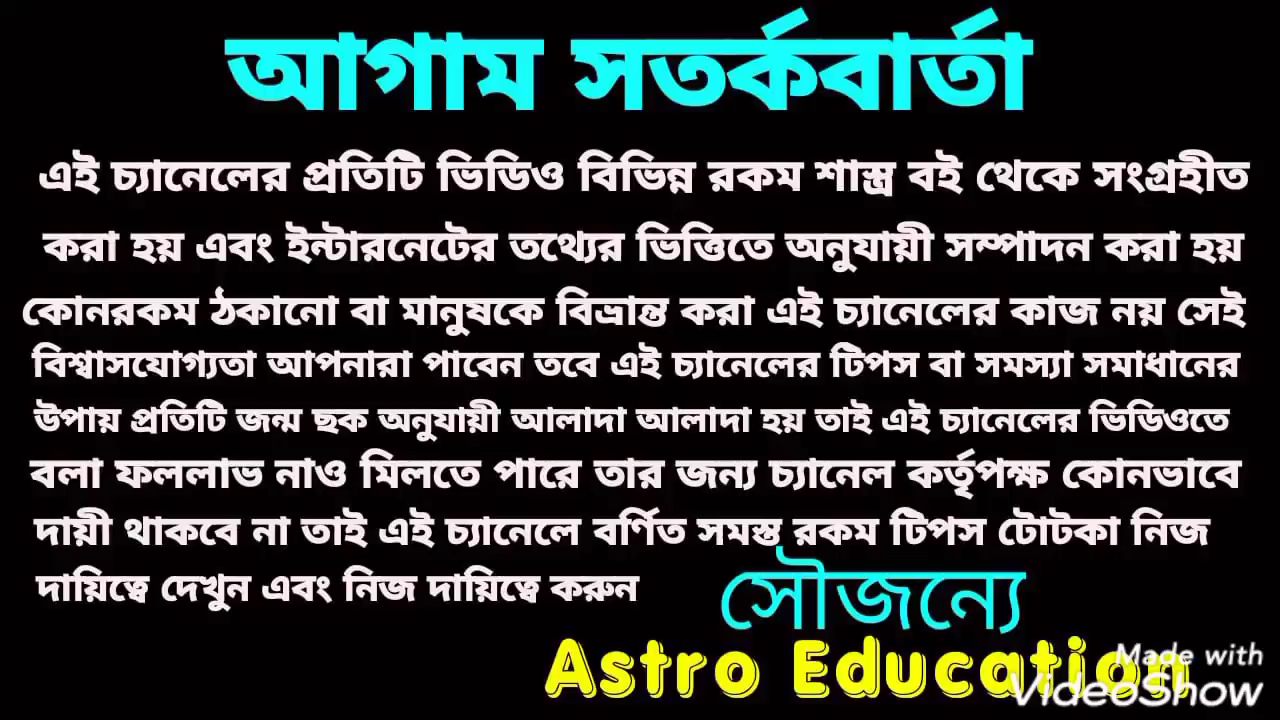 আগাম সতর্কবার্তা
এই চ্যানেলের প্রতিটি ভিডিও বিভিন্ন রকম শাস্ত্র বই থেকে সংগ্রহীত
করা হয় এবং ইন্টারনেটের তথ্যের ভিত্তিতে অনুযায়ী সম্পাদন করা হয়
কোনরকম ঠকানো বা মানুষকে বিভ্রান্ত করা এই চ্যানেলের কাজ নয় সেই
বিশ্বাসযোগ্যতা আপনারা পাবেন তবে এই চ্যানেলের টিপস বা সমস্যা সমাধানের
উপায় প্রতিটি জন্ম ছক অনুযায়ী আলাদা আলাদা হয় তাই এই চ্যানেলের ভিডিওতে
বলা ফললাভ নাও মিলতে পারে তার জন্য চ্যানেল কর্তৃপক্ষ কোনভাবে
দায়ী থাকবে না তাই এই চ্যানেলে বর্ণিত সমস্ত রকম টিপস টোটকা নিজ
দায়িত্বে দেখুন এবং নিজ দায়িত্বে করুন
সৌজন্যে
Astro Education
Made with
VideoShow